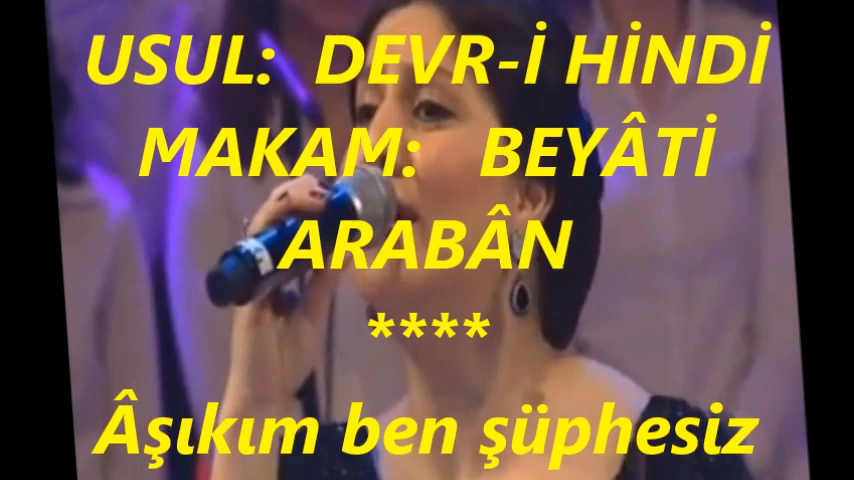 USUL: DEVR-İ HİNDİ
MAKAM: BEYÂTİ
ARABÂN
****
Âşıkım ben şüphesiz